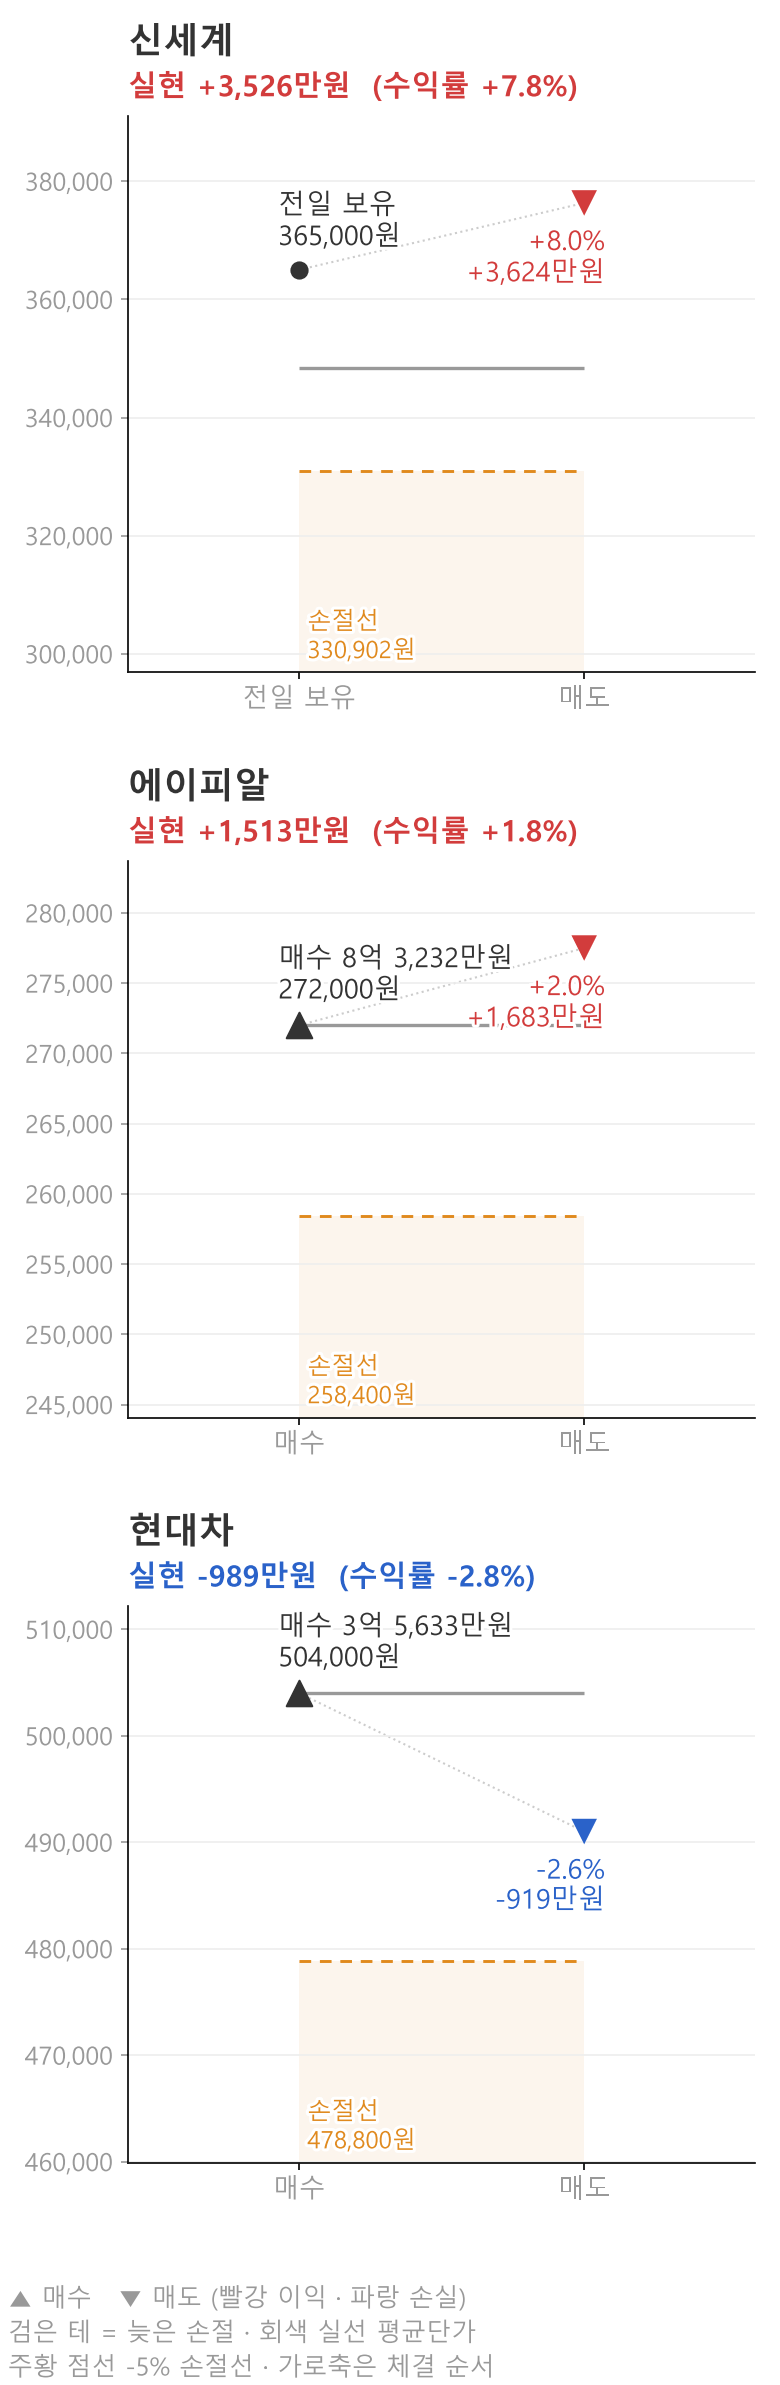 신세계
실현 +3,526만원 (수익률 +7.8%)
380,000
전일 보유
365,000원
+8.0%
+3,624만원
360,000
340,000
320,000
손절선
330,902원
300,000
전일 보유
매도
에이피알
실현 +1,513만원 (수익률 +1.8%)
280,000
매수 8억 3,232만원
272,000원
275,000
+2.0%
+1,683만원
270,000
265,000
260,000
255,000
250,000
손절선
258,400원
245,000
매수
매도
현대차
실현 -989만원 (수익률 -2.8%)
510,000
매수 3억 5,633만원
504,000원
500,000
490,000
-2.6%
-919만원
480,000
470,000
손절선
478,800원
460,000
매수
매도
▲ 매수 ▼ 매도 (빨강 이익 · 파랑 손실)
검은 테 = 늦은 손절 · 회색 실선 평균단가
주황 점선 -5% 손절선 · 가로축은 체결 순서